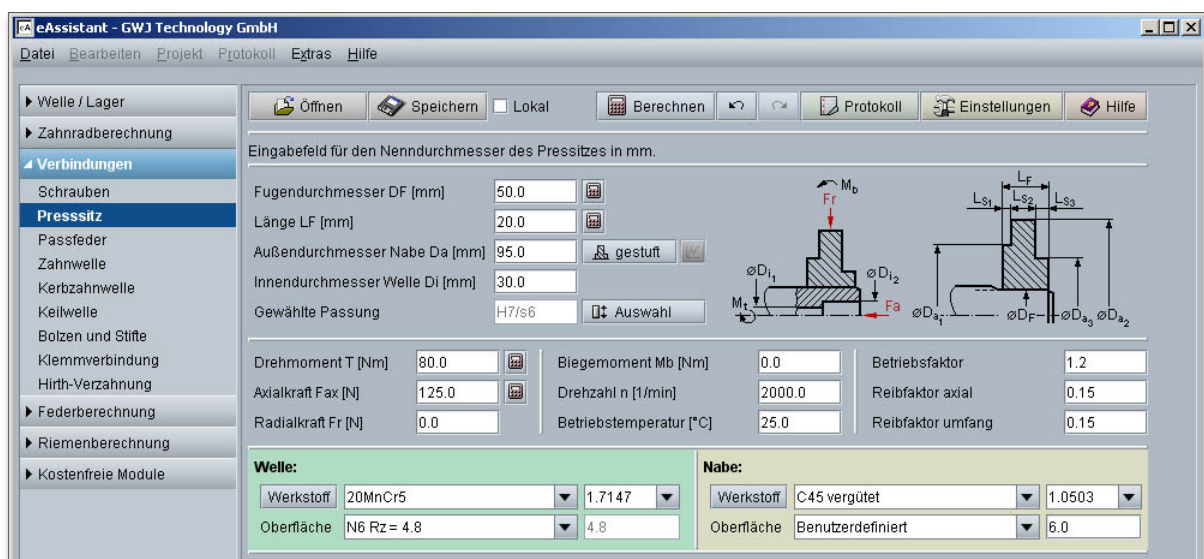 eAssistant - GWJ Technology GmbH
Datei Bearbeiten Projekt Protokoll Extras Hilfe
Welle / Lager
Zahnradberechnung
Verbindungen
Schrauben
Presssitz
Passfeder
Zahnwelle
Kerbzahnwelle
Keilwelle
Bolzen und Stifte
Klemmverbindung
Hirth-Verzahnung
Federberechnung
Riemenberechnung
Kostenfreie Module
Öffnen Speichern Lokal Berechnen Protokoll Einstellungen Hilfe
Eingabefeld für den Nenndurchmesser des Pressitzes in mm.
Fugendurchmesser DF [mm] 50.0
Länge LF [mm] 20.0
Außendurchmesser Nabe Da [mm] 95.0 gestuft
Innendurchmesser Welle Di [mm] 30.0
Gewählte Passung H7/s6 Auswahl
Mb
Fr
øDi1
øDi2
Mt
Fa
LF
LS1 LS2 LS3
øDa1 øDF øDa3 øDa2
Drehmoment T [Nm] 80.0 Biegemoment Mb [Nm] 0.0 Betriebsfaktor 1.2
Axialkraft Fax [N] 125.0 Drehzahl n [1/min] 2000.0 Reibfaktor axial 0.15
Radialkraft Fr [N] 0.0 Betriebstemperatur [°C] 25.0 Reibfaktor umfang 0.15
Welle:
Werkstoff 20MnCr5 1.7147
Oberfläche N6 Rz = 4.8 4.8
Nabe:
Werkstoff C45 vergütet 1.0503
Oberfläche Benutzerdefiniert 6.0